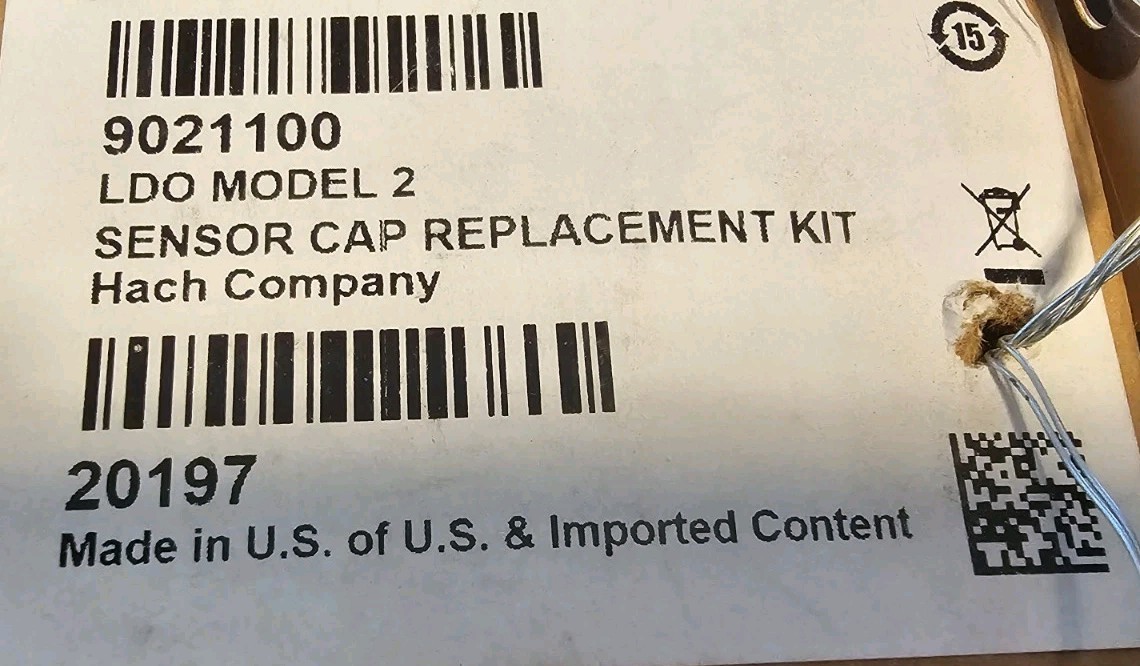 15
9021100
LDO MODEL 2
SENSOR CAP REPLACEMENT KIT
Hach Company
20197
Made in U.S. of U.S. & Imported Content